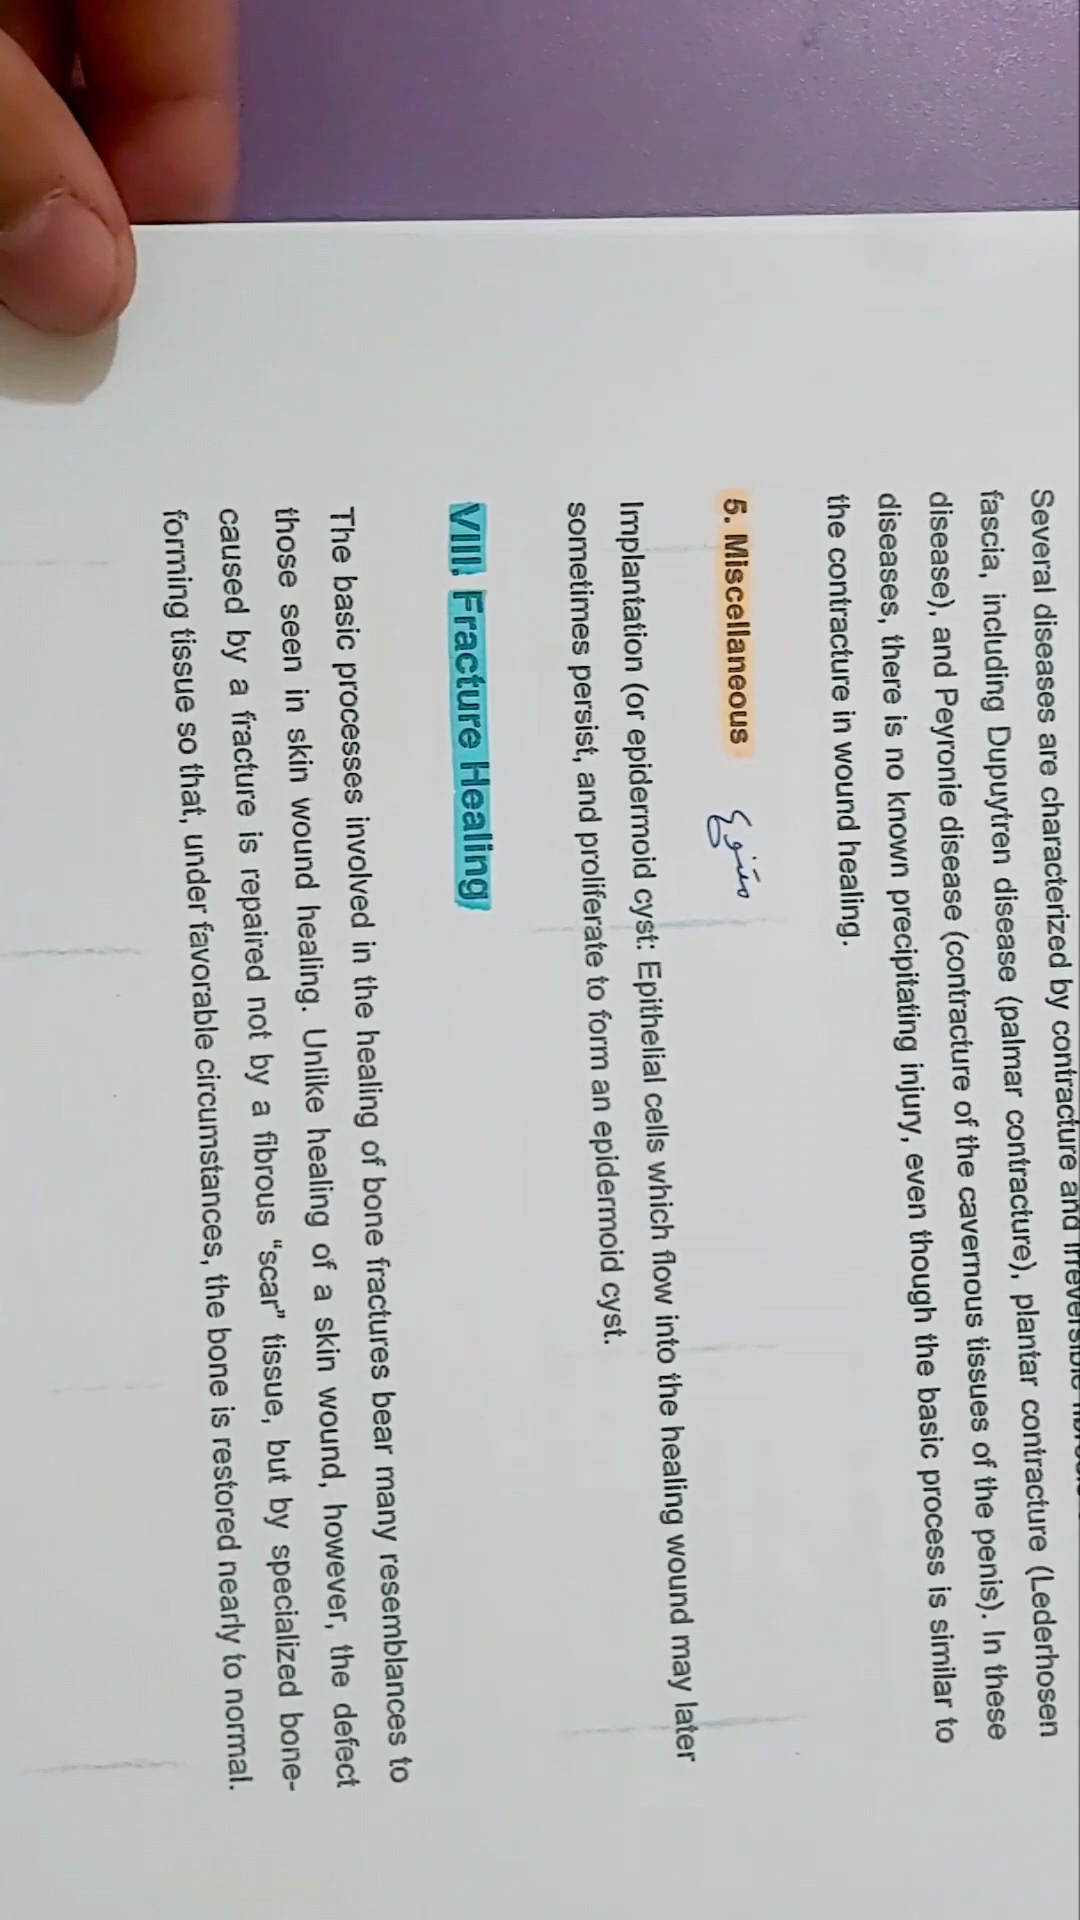 Several diseases are characterized by contracture and irreversible
fascia, including Dupuytren disease (palmar contracture), plantar contracture (Lederhosen
disease), and Peyronie disease (contracture of the cavernous tissues of the penis). In these
diseases, there is no known precipitating injury, even though the basic process is similar to
the contracture in wound healing.
5. Miscellaneous متنوع
Implantation (or epidermoid cyst: Epithelial cells which flow into the healing wound may later
sometimes persist, and proliferate to form an epidermoid cyst.
VIII. Fracture Healing
The basic processes involved in the healing of bone fractures bear many resemblances to
those seen in skin wound healing. Unlike healing of a skin wound, however, the defect
caused by a fracture is repaired not by a fibrous “scar” tissue, but by specialized bone-
forming tissue so that, under favorable circumstances, the bone is restored nearly to normal.